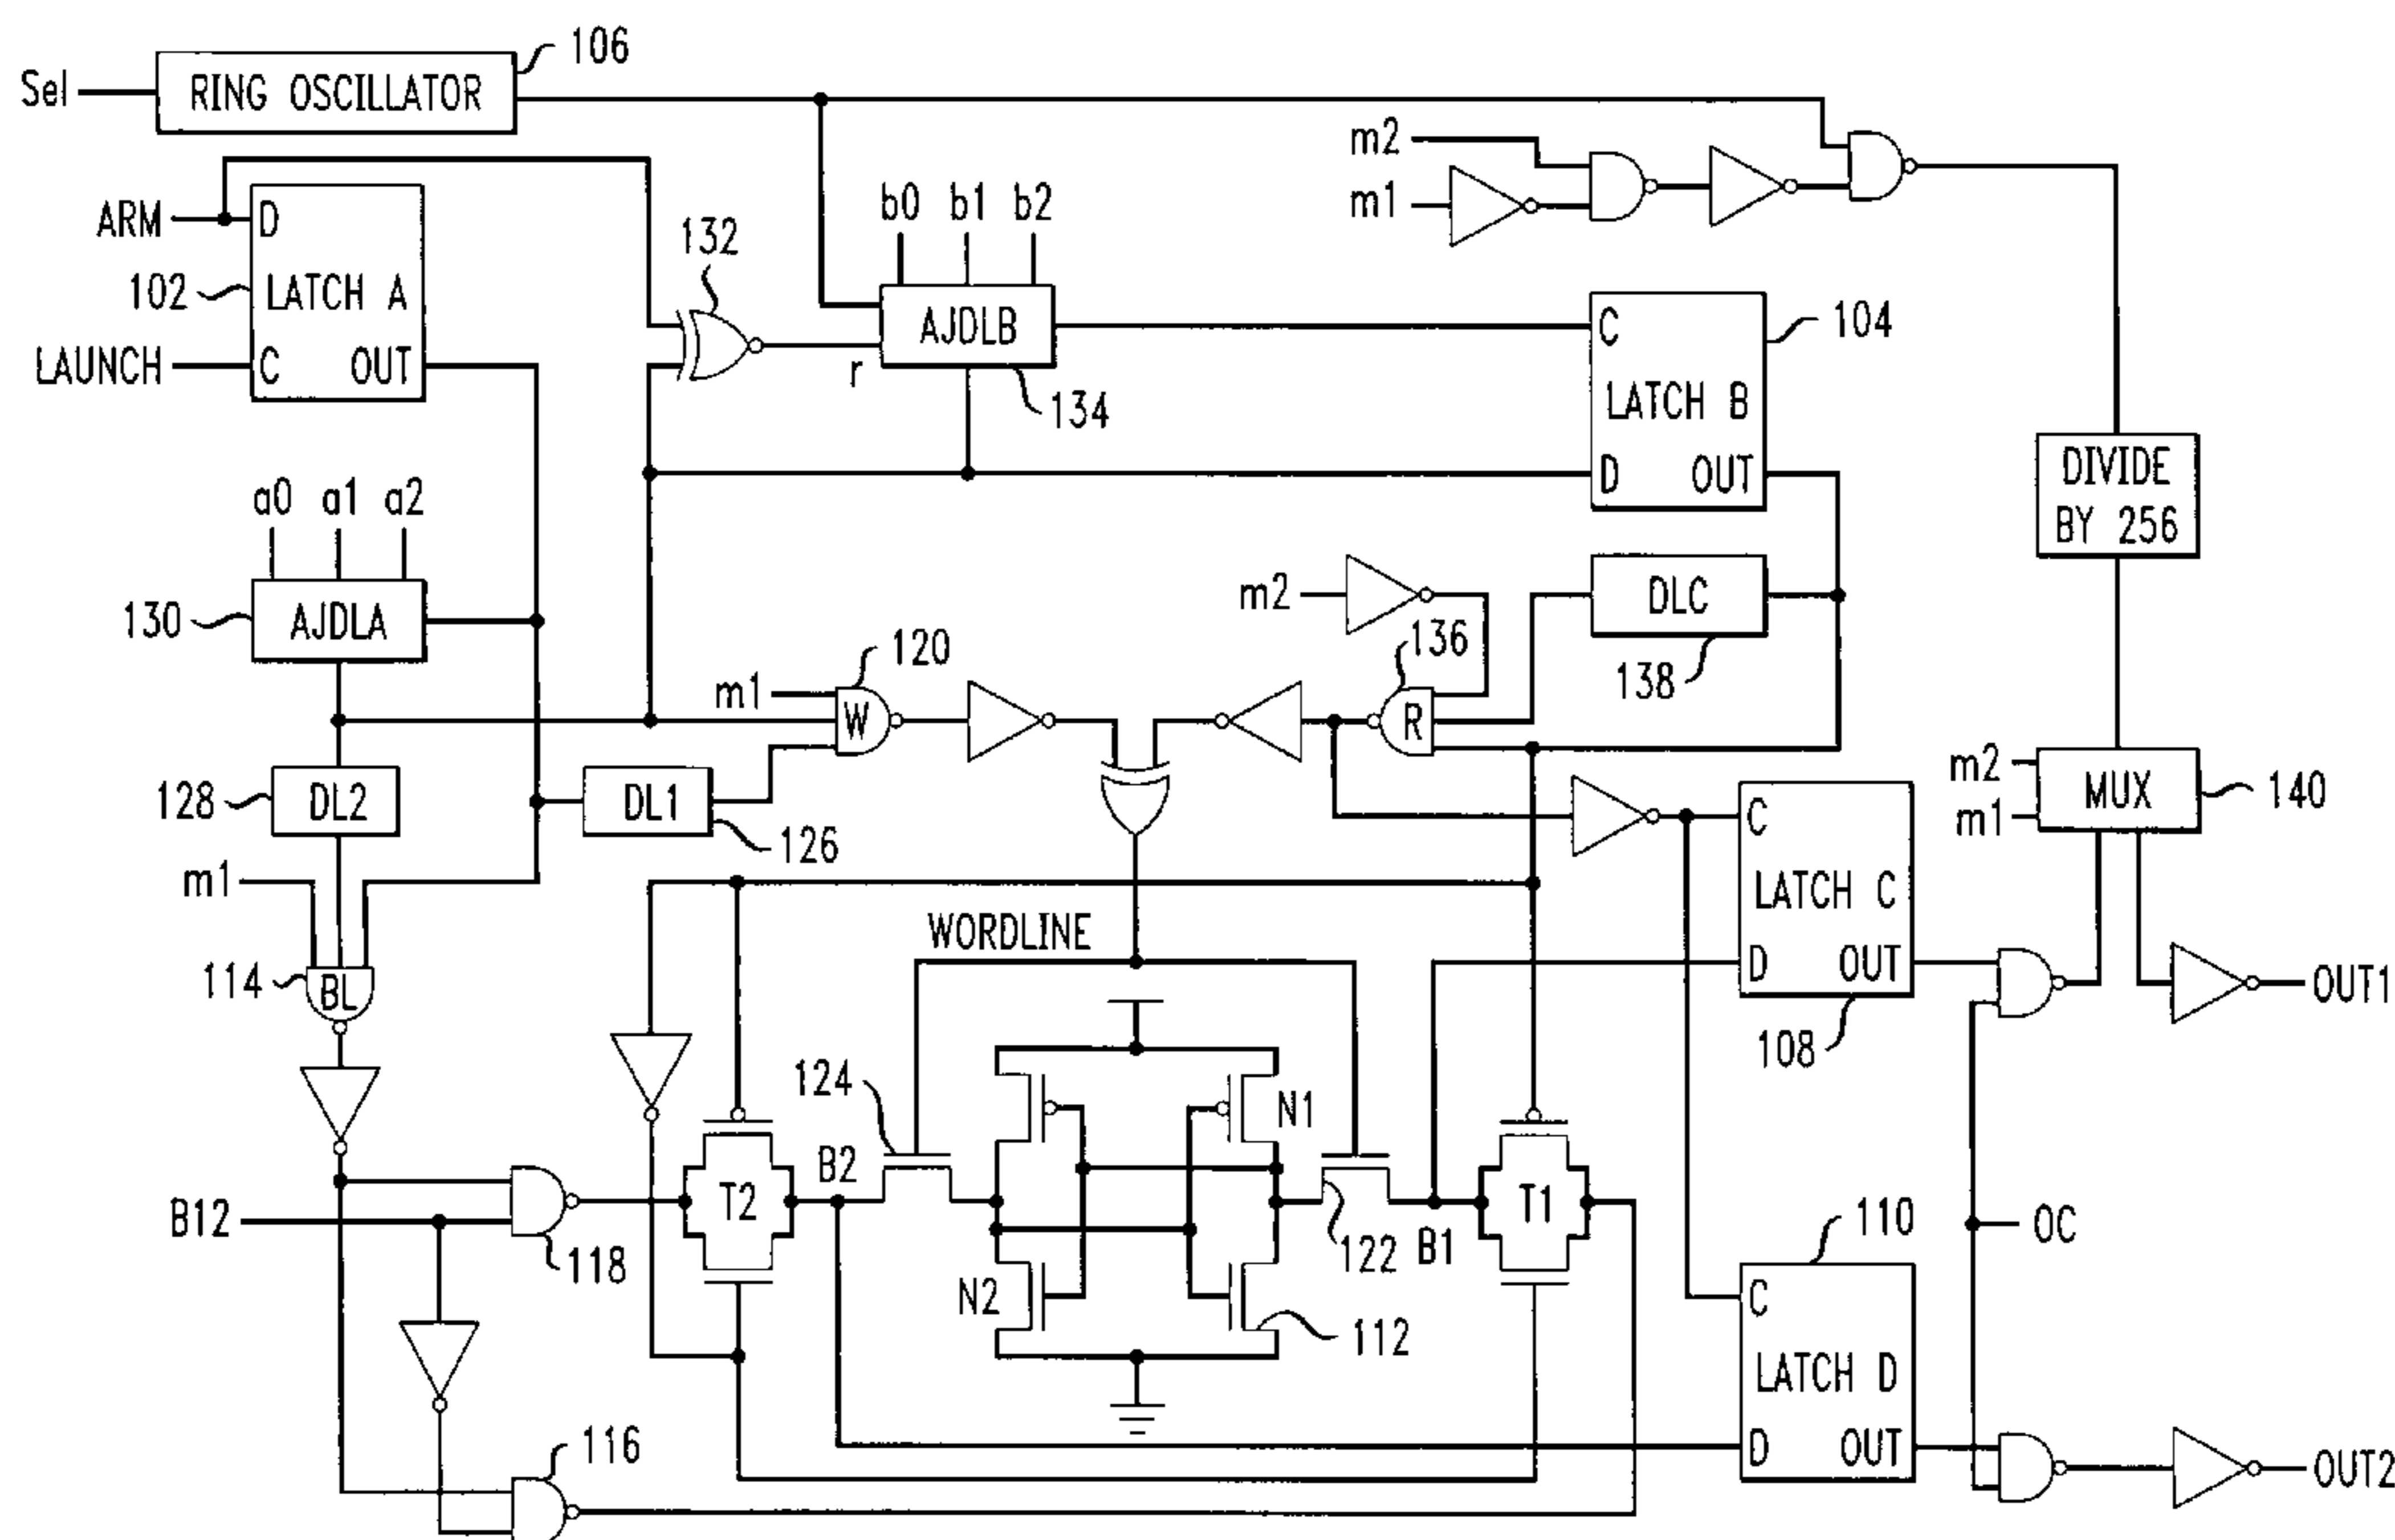 106
Sel
RING OSCILLATOR
m2
m1
ARM
D
132
b0 b1 b2
102
LATCH A
AJDLB
C
104
LAUNCH
C
OUT
r
134
LATCH B
D
OUT
DIVIDE
BY 256
a0 a1 a2
130
AJDLA
m2
DLC
136
138
120
m1
W
R
m2
m1
MUX
140
128
DL2
DL1
126
C
m1
LATCH C
WORDLINE
114
BL
D
OUT
OUT1
108
124
N1
B2
T2
T1
B12
118
122
B1
110
OC
N2
C
112
LATCH D
116
D
OUT
OUT2